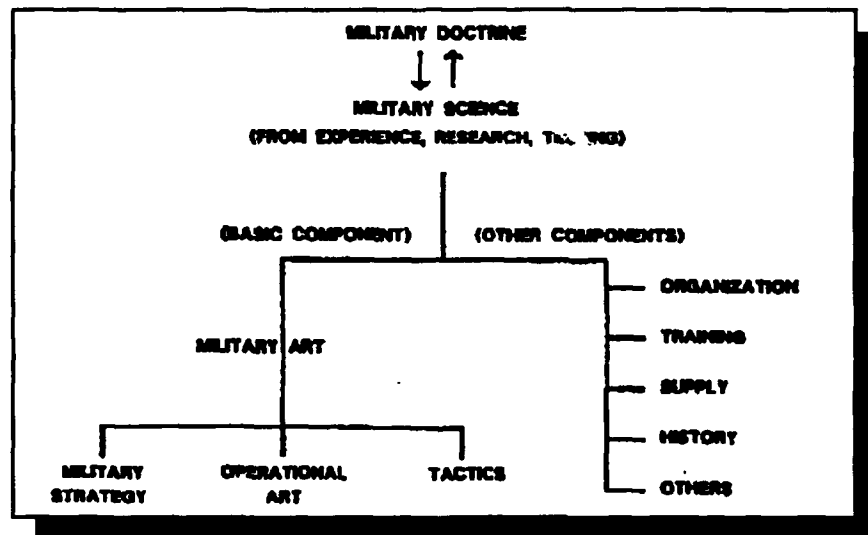 MILITARY DOCTRINE
MILITARY SCIENCE
(FROM EXPERIENCE, RESEARCH,
(BASIC COMPONENT) (OTHER COMPONENTS)
ORGANIZATION
MILITARY ART
TRAINING
SUPPLY
HISTORY
OTHERS
MILITARY
STRATEGY
OPERATIONAL
ART
TACTICS